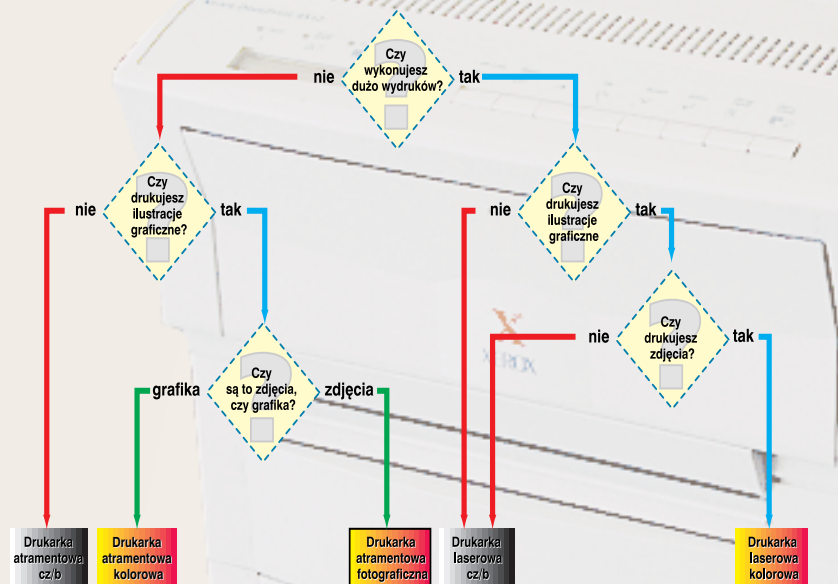 Czy
wykonujesz
dużo wydruków?
nie
tak
Czy
drukujesz
ilustracje
graficzne?
nie
tak
Czy
drukujesz
ilustracje
graficzne
nie
tak
Czy
drukujesz
zdjęcia?
nie
tak
Czy
są to zdjęcia,
czy grafika?
grafika
zdjęcia
XEROX
Drukarka
atramentowa
cz/b
Drukarka
atramentowa
kolorowa
Drukarka
atramentowa
fotograficzna
Drukarka
laserowa
cz/b
Drukarka
laserowa
kolorowa